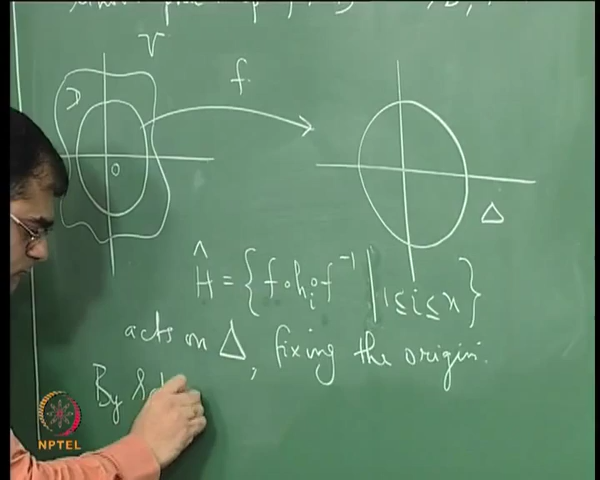 V
f
D
0
Δ
Ĥ = { f∘hᵢ∘f⁻¹ | 1≤i≤n }
acts on Δ, fixing the origin.
By
NPTEL